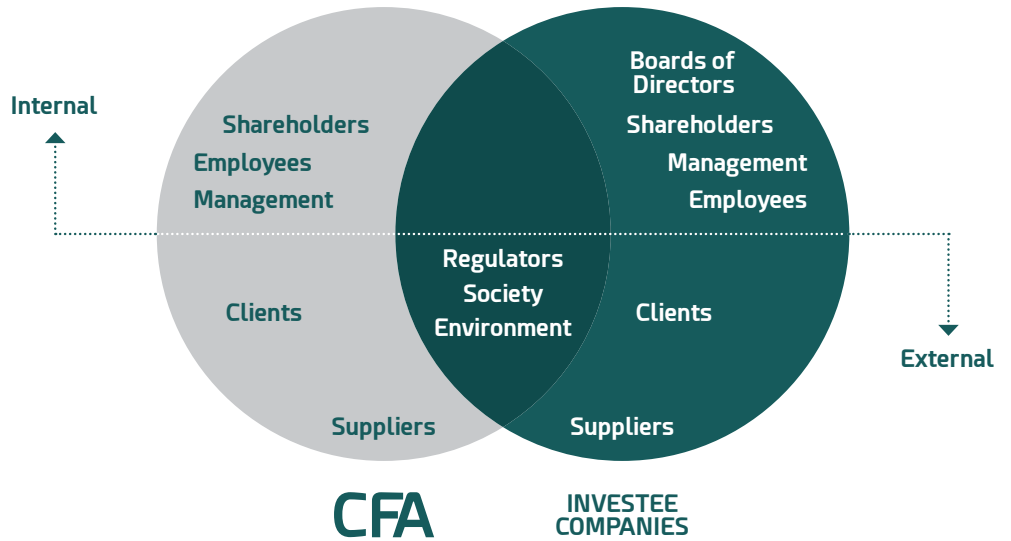 Internal
Shareholders
Employees
Management
Clients
Suppliers
Regulators
Society
Environment
Boards of
Directors
Shareholders
Management
Employees
Clients
Suppliers
External
CFA
INVESTEE
COMPANIES